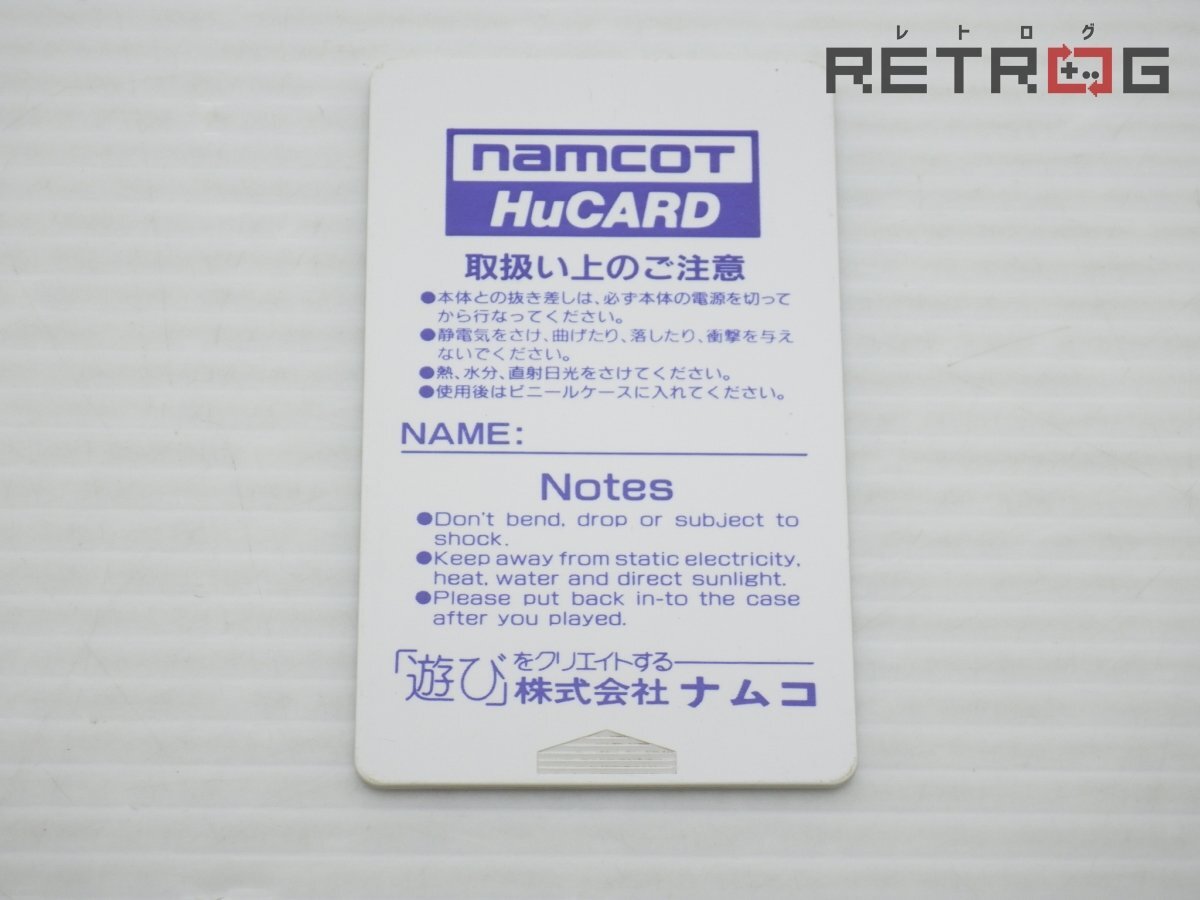 レトログ
RETROG
namcoT
HuCARD
取扱い上のご注意
●本体との抜き差しは、必ず本体の電源を切って
から行なってください。
●静電気をさけ、曲げたり、落したり、衝撃を与え
ないでください。
●熱、水分、直射日光をさけてください。
●使用後はビニールケースに入れてください。
NAME:
Notes
●Don't bend, drop or subject to
shock.
●Keep away from static electricity,
heat, water and direct sunlight.
●Please put back in-to the case
after you played.
「遊び」をクリエイトする
株式会社 ナムコ